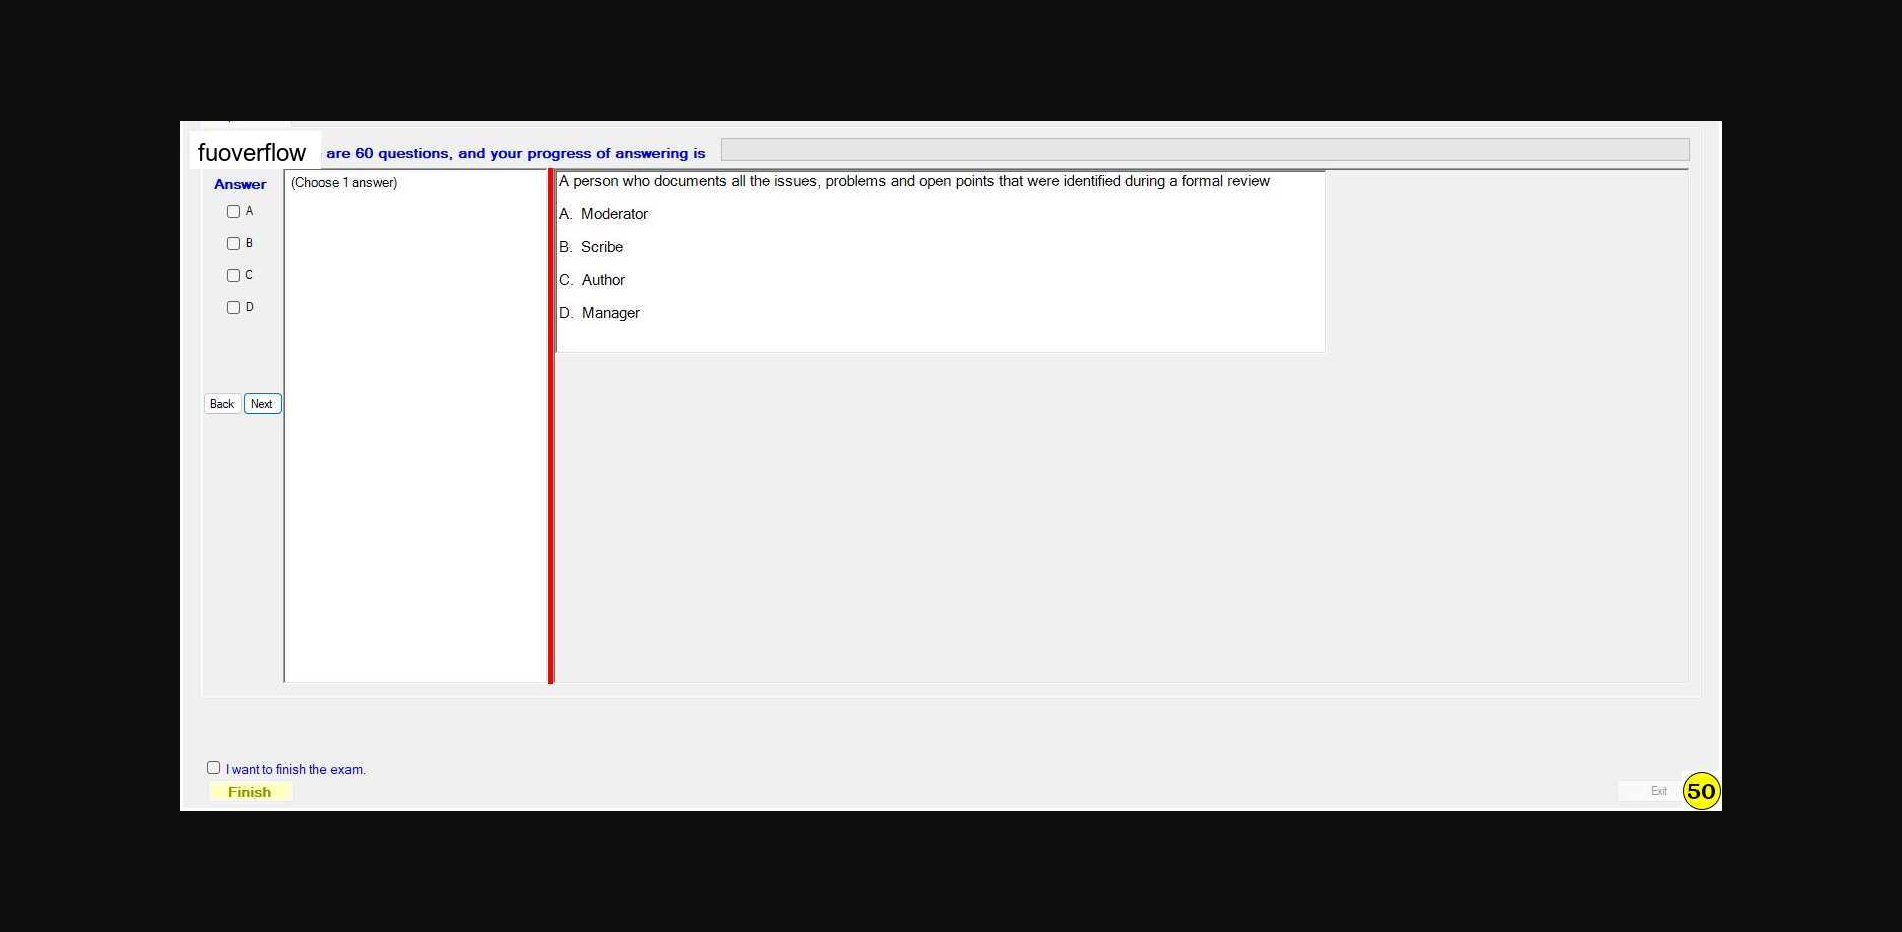 fuoverflow are 60 questions, and your progress of answering is
Answer
(Choose 1 answer)
A
B
C
D
Back Next
A person who documents all the issues, problems and open points that were identified during a formal review
A. Moderator
B. Scribe
C. Author
D. Manager
I want to finish the exam.
Finish
Exit
50